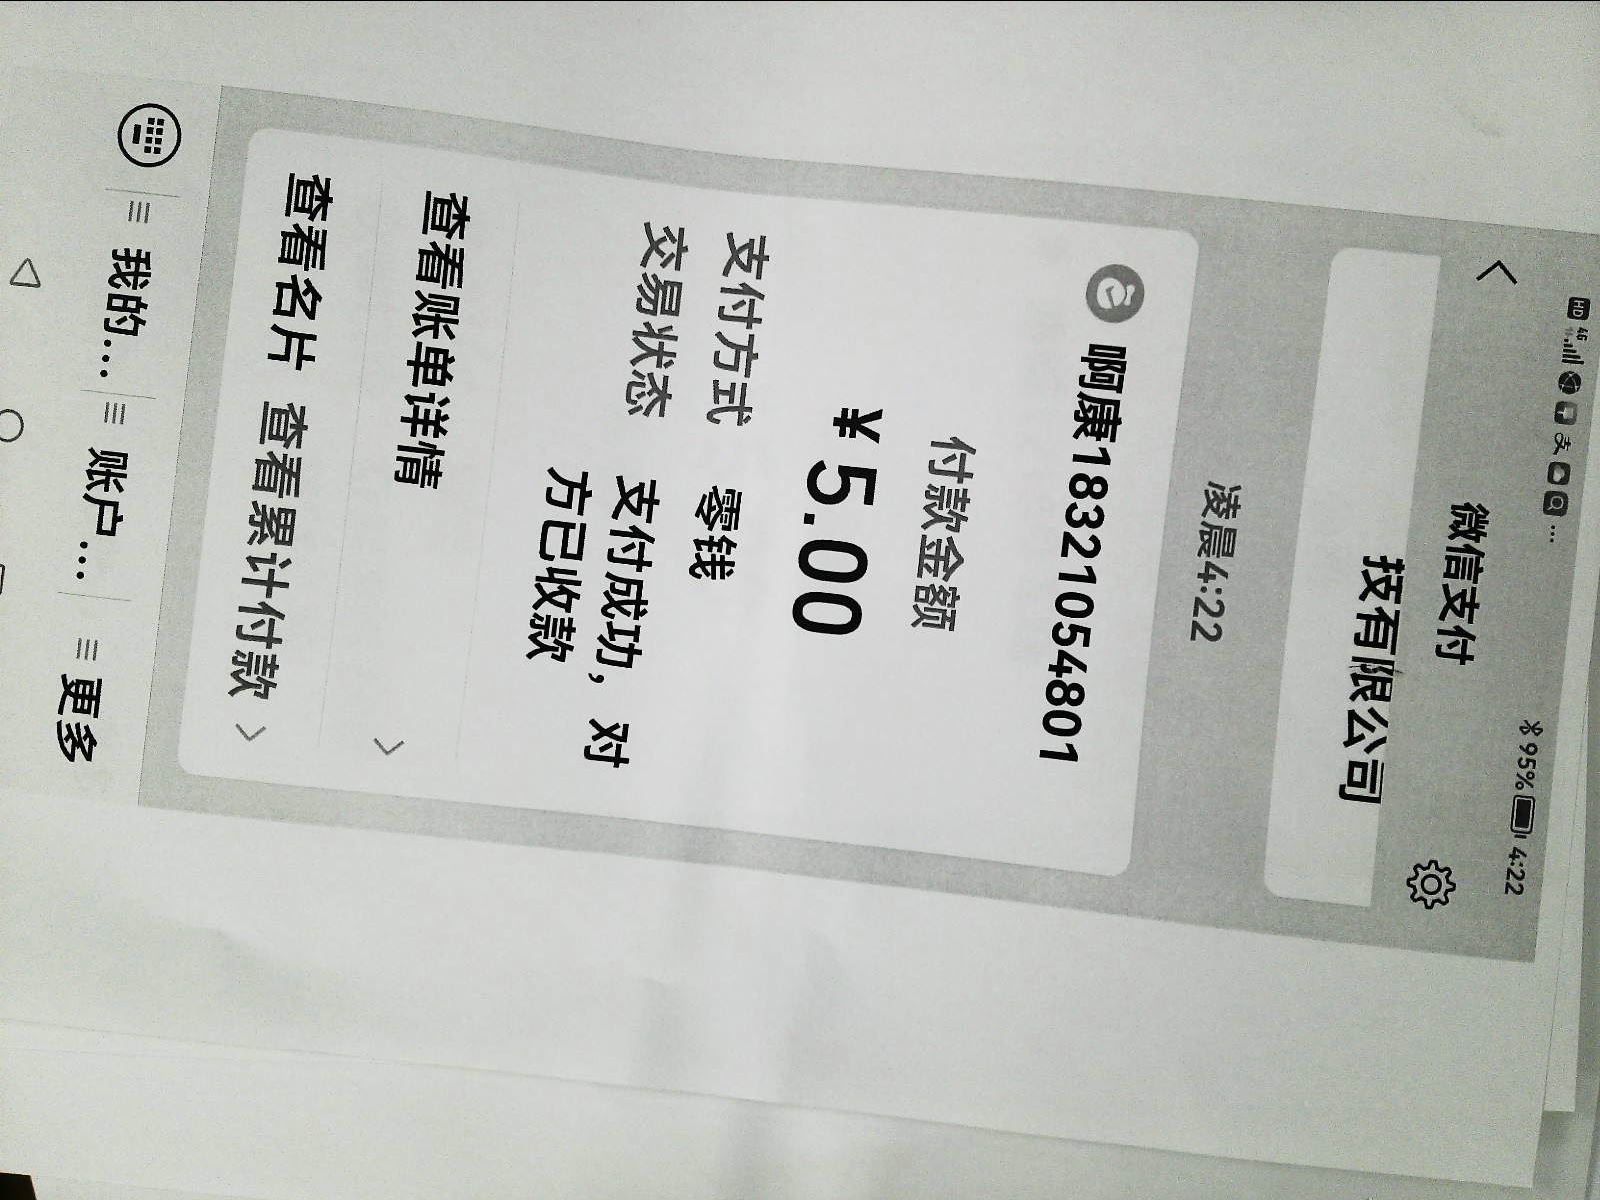 HD 4G 支 ... 95% 4:22
微信支付
技有限公司
凌晨4:22
啊康18321054801
付款金额
¥5.00
支付方式 零钱
交易状态 支付成功，对
方已收款
查看账单详情
查看名片 查看累计付款
我的... 账户... 更多